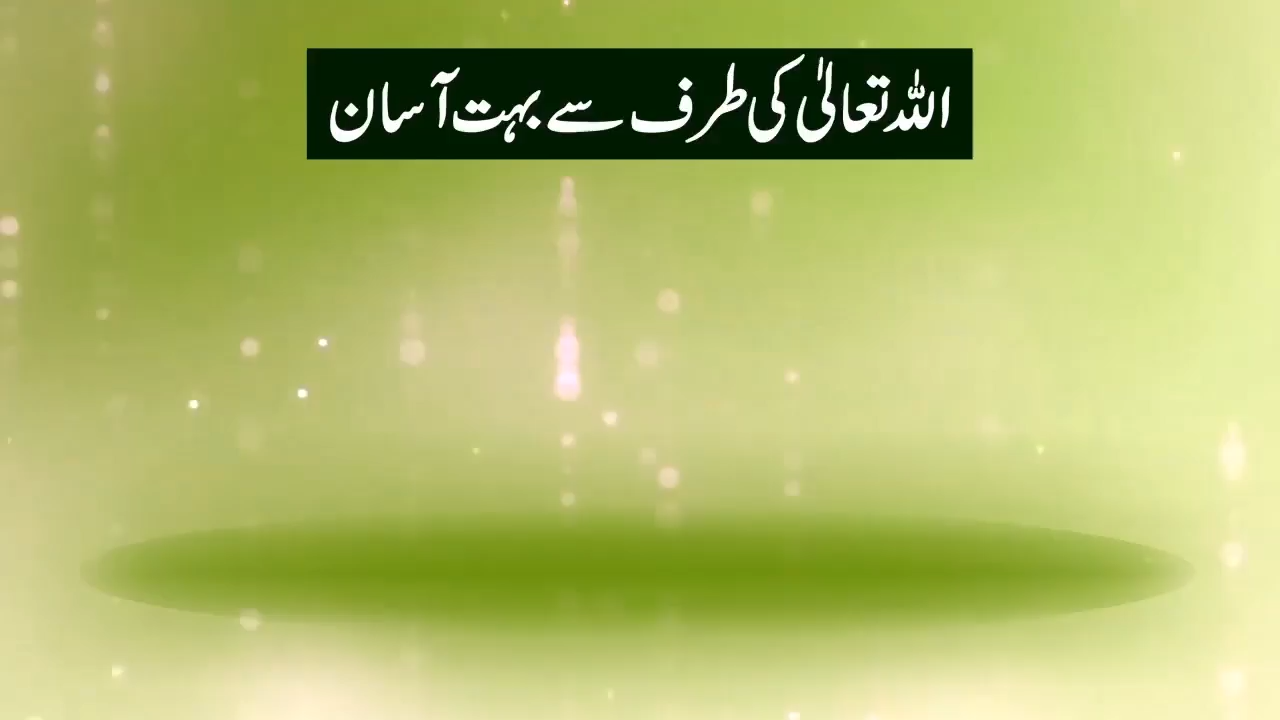 اللہ تعالیٰ کی طرف سے بہت آسان